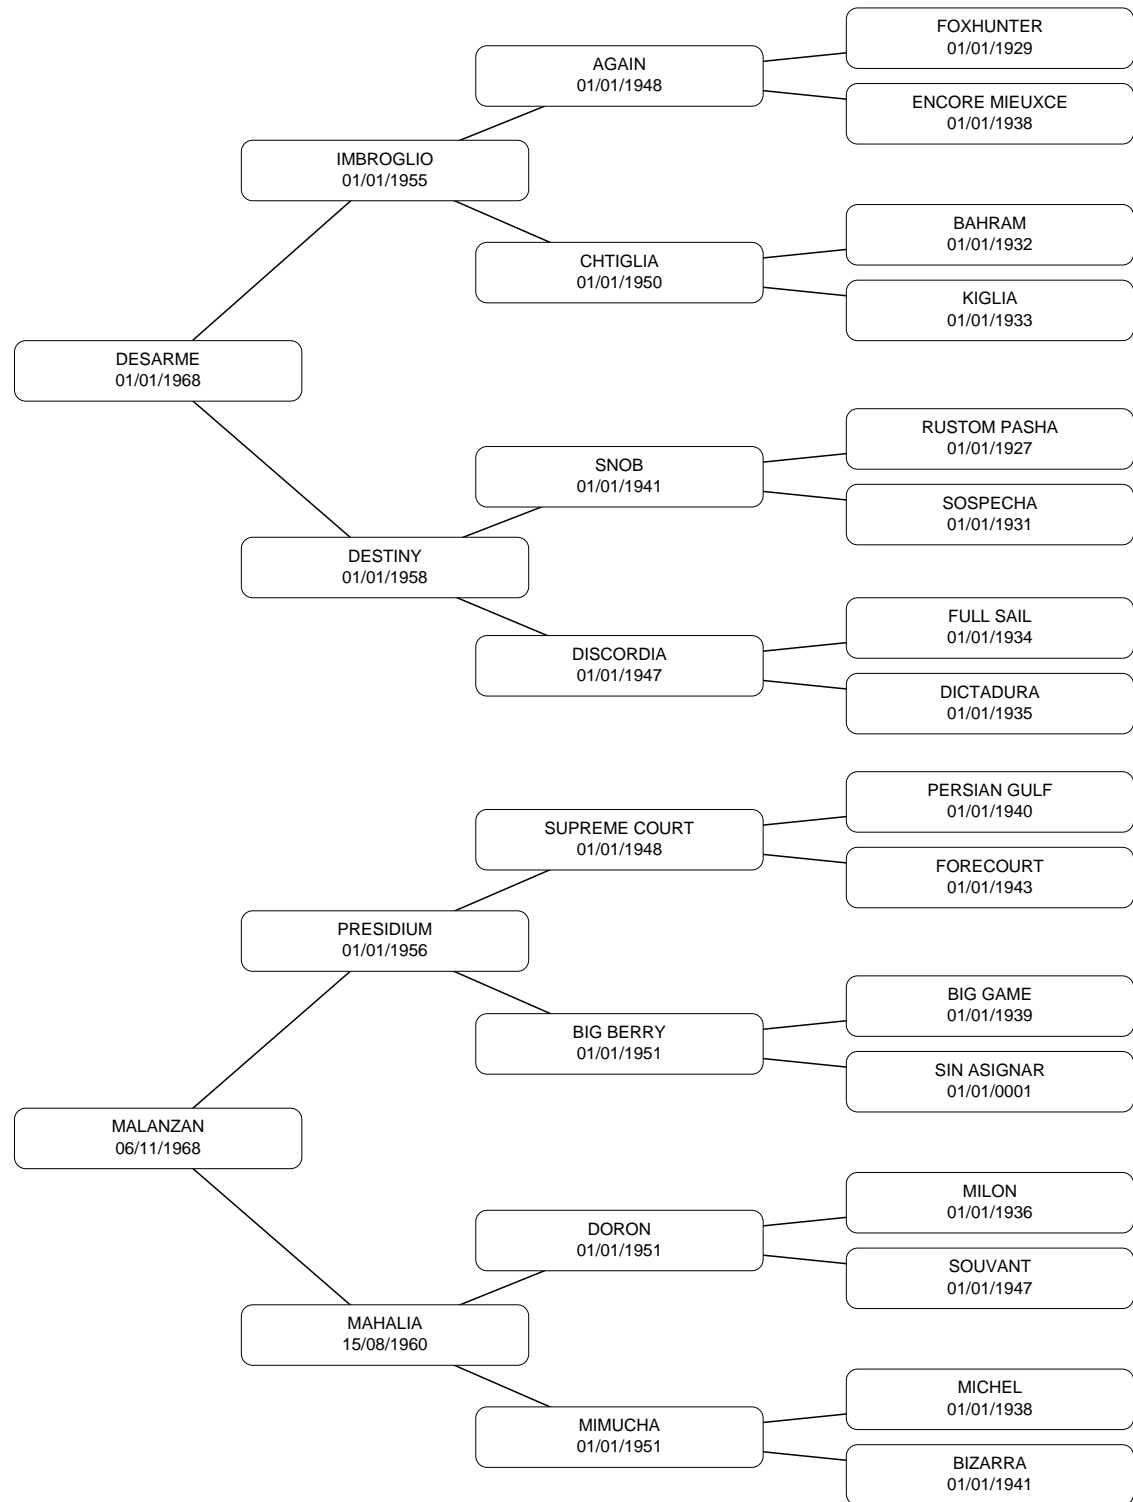 FOXHUNTER
01/01/1929
AGAIN
01/01/1948
ENCORE MIEUXCE
01/01/1938
IMBROGLIO
01/01/1955
BAHRAM
01/01/1932
CHTIGLIA
01/01/1950
KIGLIA
01/01/1933
DESARME
01/01/1968
RUSTOM PASHA
01/01/1927
SNOB
01/01/1941
SOSPECHA
01/01/1931
DESTINY
01/01/1958
FULL SAIL
01/01/1934
DISCORDIA
01/01/1947
DICTADURA
01/01/1935
PERSIAN GULF
01/01/1940
SUPREME COURT
01/01/1948
FORECOURT
01/01/1943
PRESIDIUM
01/01/1956
BIG GAME
01/01/1939
BIG BERRY
01/01/1951
SIN ASIGNAR
01/01/0001
MALANZAN
06/11/1968
MILON
01/01/1936
DORON
01/01/1951
SOUVANT
01/01/1947
MAHALIA
15/08/1960
MICHEL
01/01/1938
MIMUCHA
01/01/1951
BIZARRA
01/01/1941